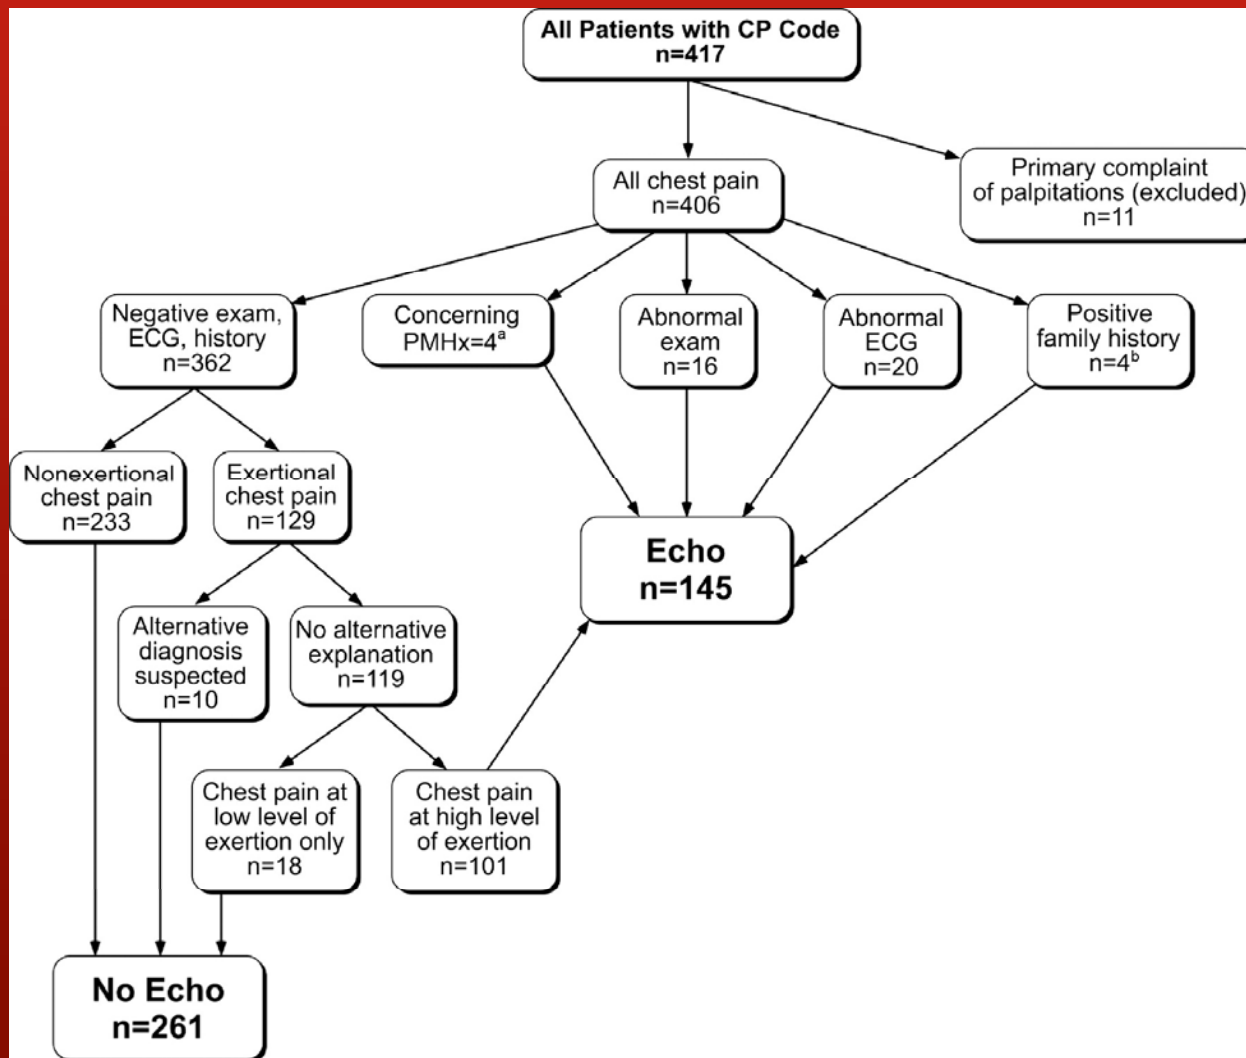 All Patients with CP Code
n=417
Primary complaint
of palpitations (excluded)
n=11
All chest pain
n=406
Negative exam,
ECG, history
n=362
Concerning
PMHx=4ᵃ
Abnormal
exam
n=16
Abnormal
ECG
n=20
Positive
family history
n=4ᵇ
Nonexertional
chest pain
n=233
Exertional
chest pain
n=129
Echo
n=145
Alternative
diagnosis
suspected
n=10
No alternative
explanation
n=119
Chest pain at
low level of
exertion only
n=18
Chest pain
at high level
of exertion
n=101
No Echo
n=261